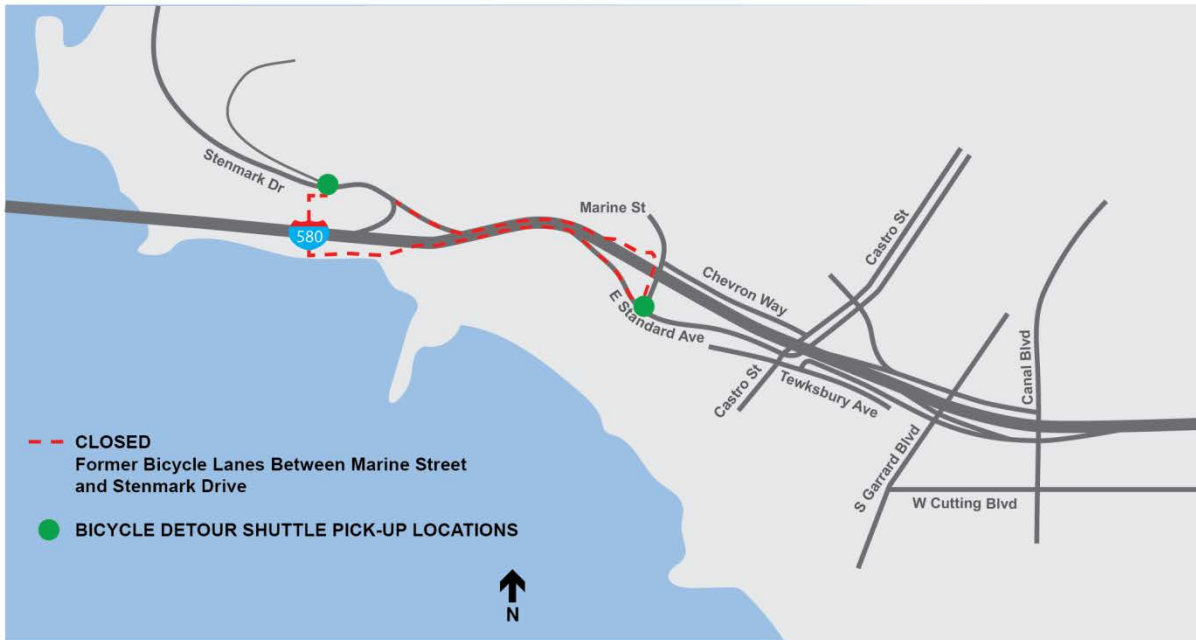 Stenmark Dr
580
Marine St
Castro St
Chevron Way
E Standard Ave
Castro St
Tewksbury Ave
Canal Blvd
S Garrard Blvd
W Cutting Blvd
CLOSED
Former Bicycle Lanes Between Marine Street
and Stenmark Drive
BICYCLE DETOUR SHUTTLE PICK-UP LOCATIONS
N